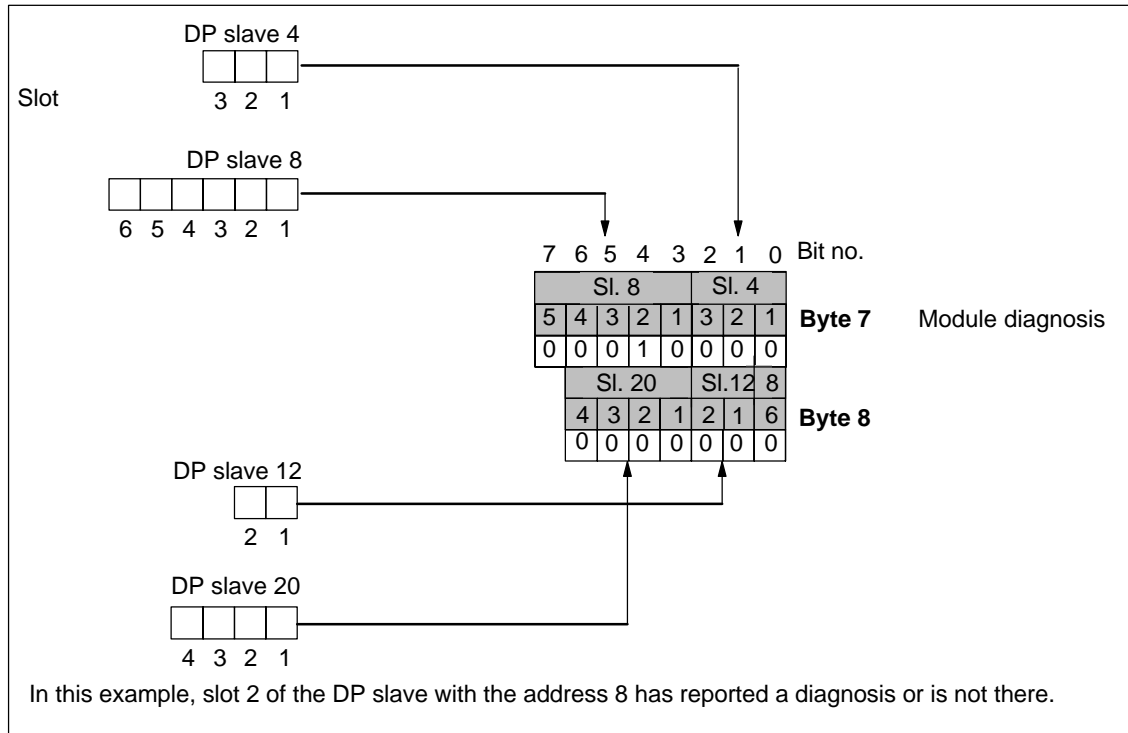 DP slave 4
Slot
3 2 1
DP slave 8
6 5 4 3 2 1
7 6 5 4 3 2 1 0 Bit no.
Sl. 8 Sl. 4
5 4 3 2 1 3 2 1 Byte 7 Module diagnosis
0 0 0 1 0 0 0 0
Sl. 20 Sl.12 8
4 3 2 1 2 1 6 Byte 8
0 0 0 0 0 0 0
DP slave 12
2 1
DP slave 20
4 3 2 1
In this example, slot 2 of the DP slave with the address 8 has reported a diagnosis or is not there.